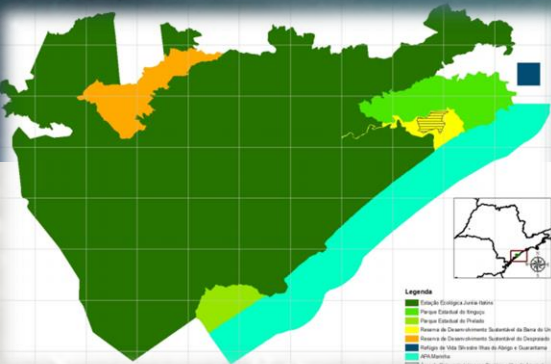 Legenda
Estação Ecológica Juréia-Itatins
Parque Estadual do Itinguçu
Parque Estadual do Prelado
Reserva de Desenvolvimento Sustentável da Barra do Una
Reserva de Desenvolvimento Sustentável do Despraiado
Refúgio de Vida Silvestre Ilhas do Abrigo e Guararitama
APA Marinha